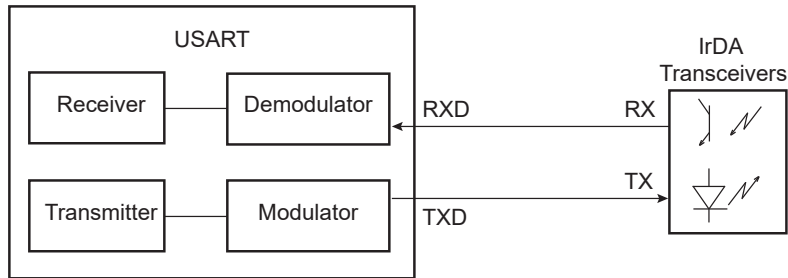 USART
IrDA
Transceivers
Receiver
Demodulator
RXD
RX
Transmitter
Modulator
TXD
TX